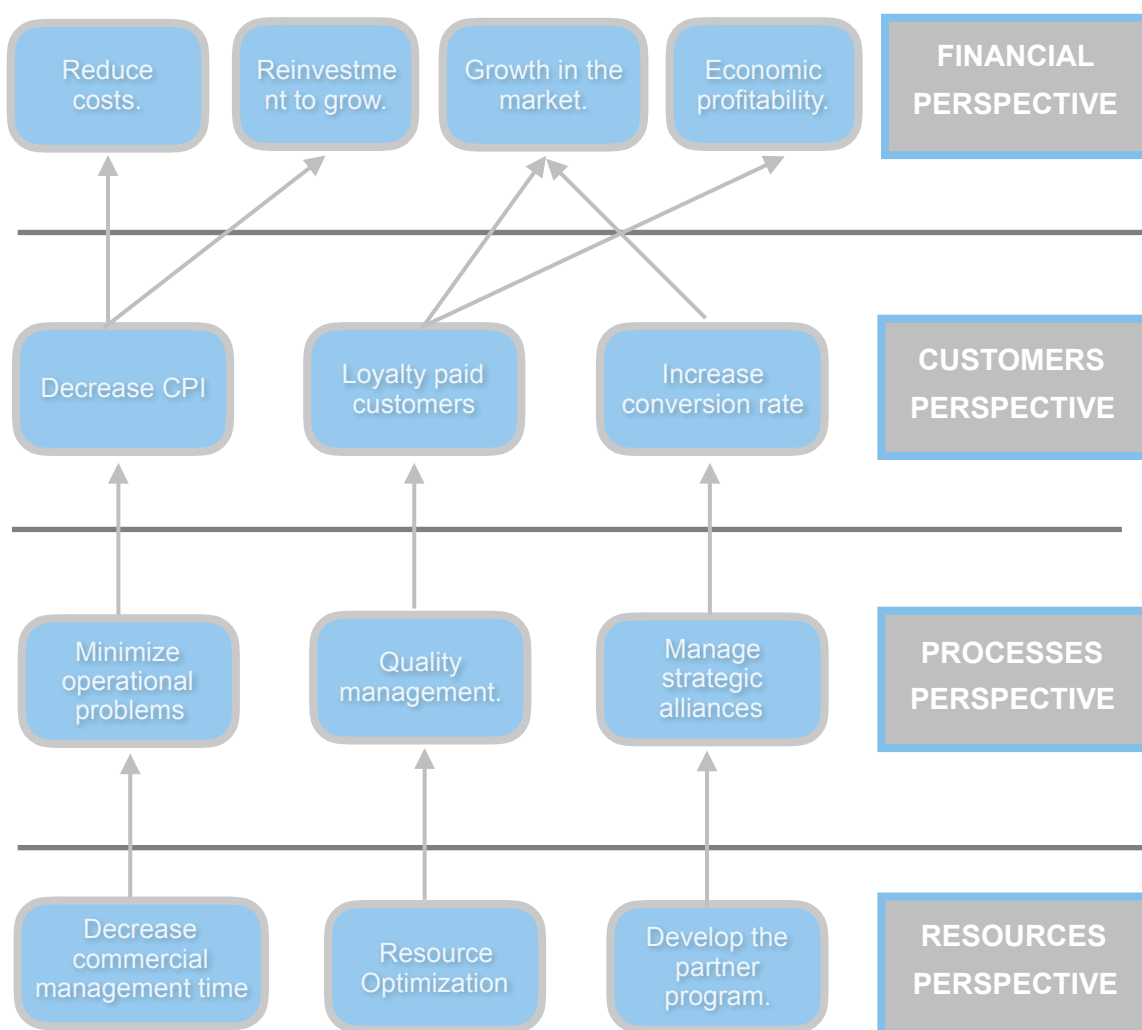 Reduce
costs.
Reinvestme
nt to grow.
Growth in the
market.
Economic
profitability.
FINANCIAL
PERSPECTIVE
Decrease CPI
Loyalty paid
customers
Increase
conversion rate
CUSTOMERS
PERSPECTIVE
Minimize
operational
problems
Quality
management.
Manage
strategic
alliances
PROCESSES
PERSPECTIVE
Decrease
commercial
management time
Resource
Optimization
Develop the
partner
program.
RESOURCES
PERSPECTIVE